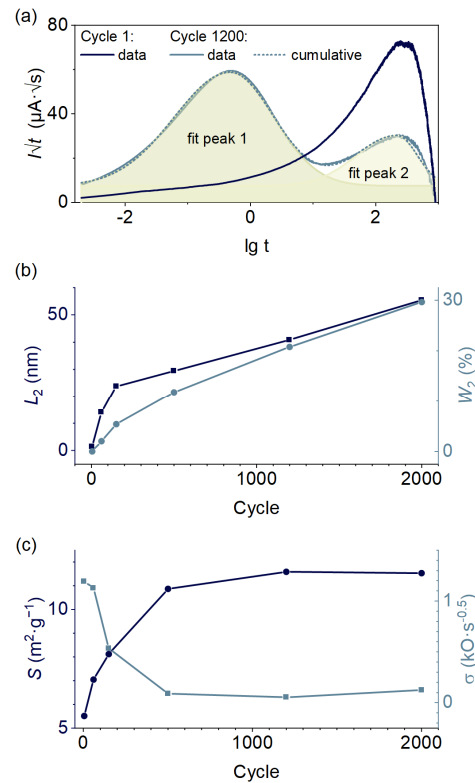 (a)
Cycle 1: Cycle 1200:
data data cumulative
I√t (μA·√s)
80
40
0
fit peak 1
fit peak 2
-2 0 2
lg t
(b)
L2 (nm)
50
0
30
0
W2 (%)
0 1000 2000
Cycle
(c)
S (m2·g−1)
10
5
1
0
σ (kO·s-0.5)
0 1000 2000
Cycle